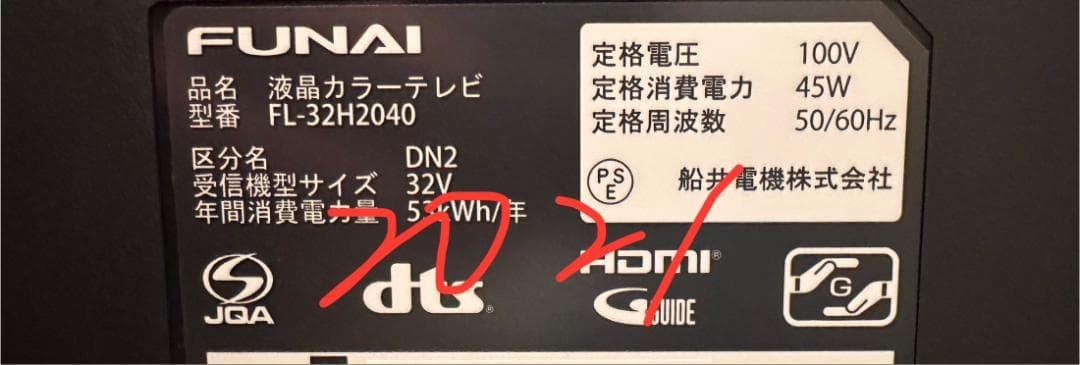 FUNAI
品名 液晶カラーテレビ
型番 FL-32H2040
区分名 DN2
受信機型サイズ 32V
年間消費電力量 53kWh/年
定格電圧 100V
定格消費電力 45W
定格周波数 50/60Hz
PSE 船井電機株式会社
2021
JQA
dts®
HDMI®
G GUIDE
G